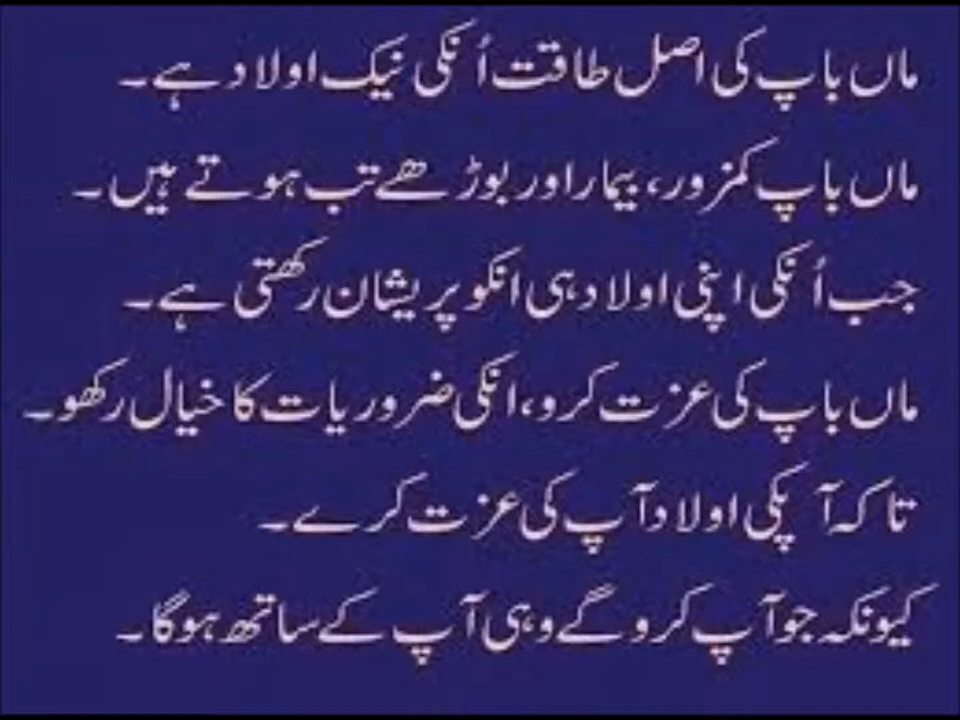 ماں باپ کی اصل طاقت اُنکی نیک اولاد ہے۔
ماں باپ کمزور، بیمار اور بوڑھے تب ہوتے ہیں۔
جب اُنکی اپنی اولاد ہی انکو پریشان رکھتی ہے۔
ماں باپ کی عزت کرو، انکی ضروریات کا خیال رکھو۔
تاکہ آپکی اولاد آپ کی عزت کرے۔
کیونکہ جو آپ کرو گے وہی آپ کے ساتھ ہوگا۔